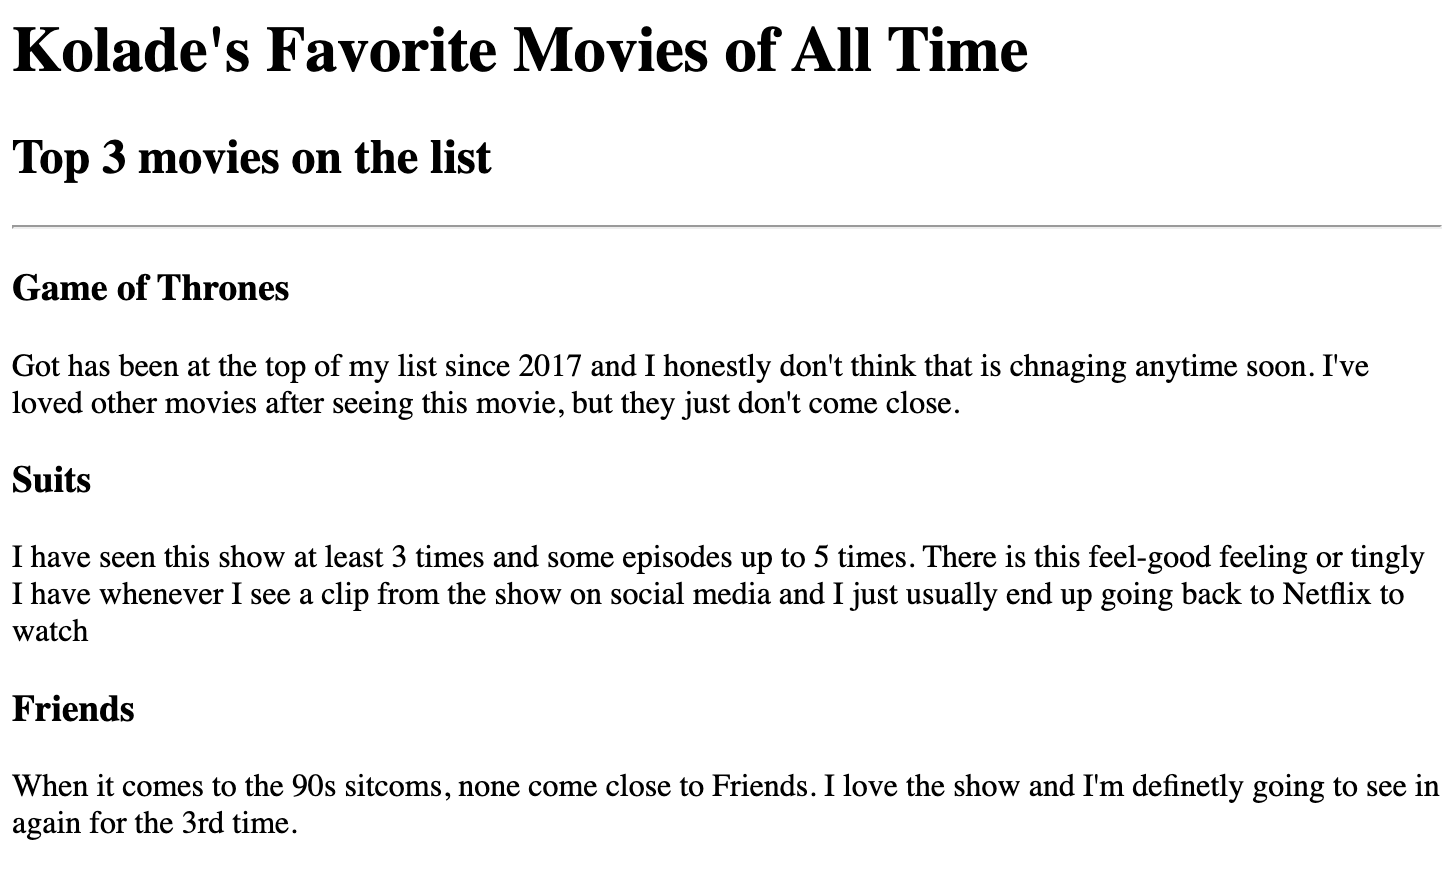 Kolade's Favorite Movies of All Time
Top 3 movies on the list
Game of Thrones
Got has been at the top of my list since 2017 and I honestly don't think that is chnaging anytime soon. I've
loved other movies after seeing this movie, but they just don't come close.
Suits
I have seen this show at least 3 times and some episodes up to 5 times. There is this feel-good feeling or tingly
I have whenever I see a clip from the show on social media and I just usually end up going back to Netflix to
watch
Friends
When it comes to the 90s sitcoms, none come close to Friends. I love the show and I'm definetly going to see in
again for the 3rd time.